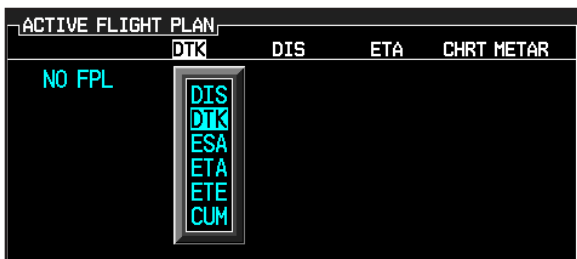 ACTIVE FLIGHT PLAN
DTK DIS ETA CHRT METAR
NO FPL
DIS
DTK
ESA
ETA
ETE
CUM